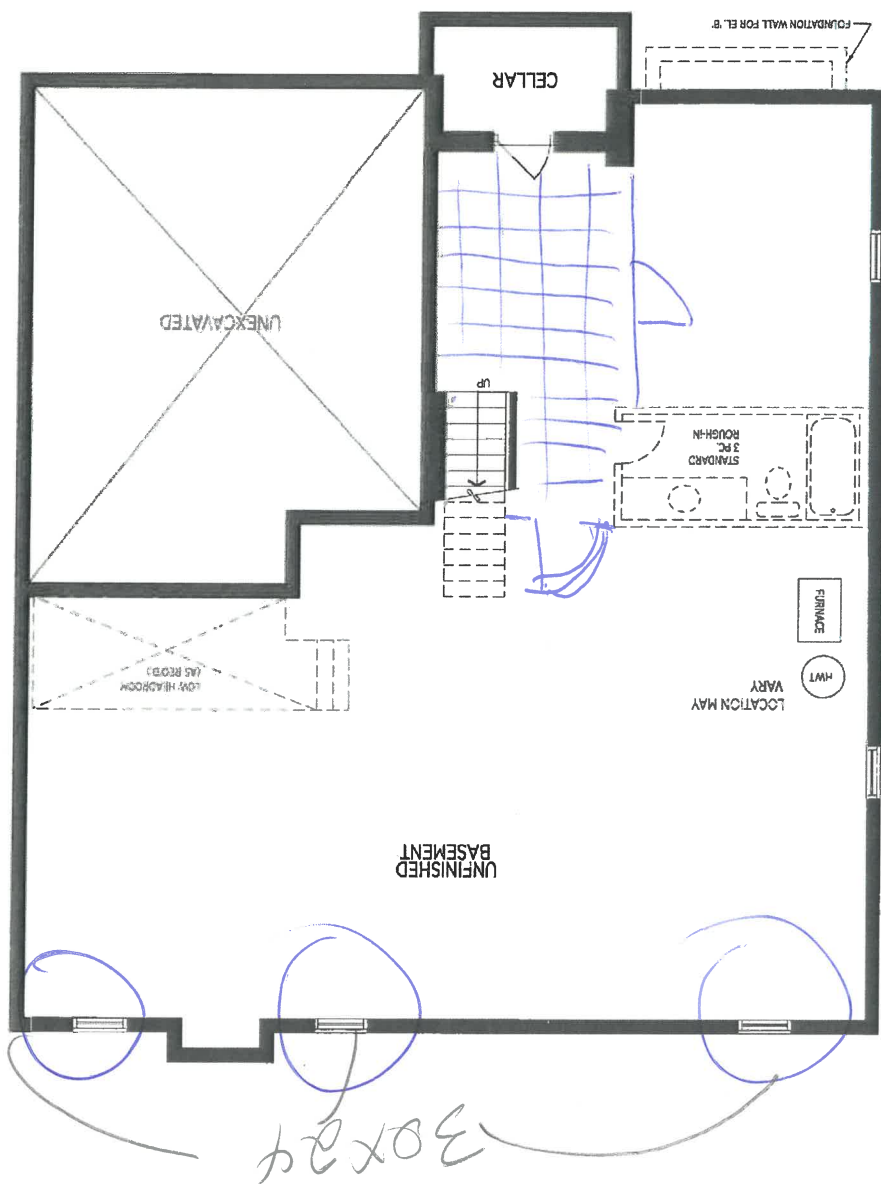 30X24
UNFINISHED
BASEMENT
LOCATION MAY
VARY
HWT
LOW HEADROOM
(AS REQ'D.)
FURNACE
STANDARD
3 PC.
ROUGH-IN
UP
UNEXCAVATED
CELLAR
FOUNDATION WALL FOR EL. 'B'